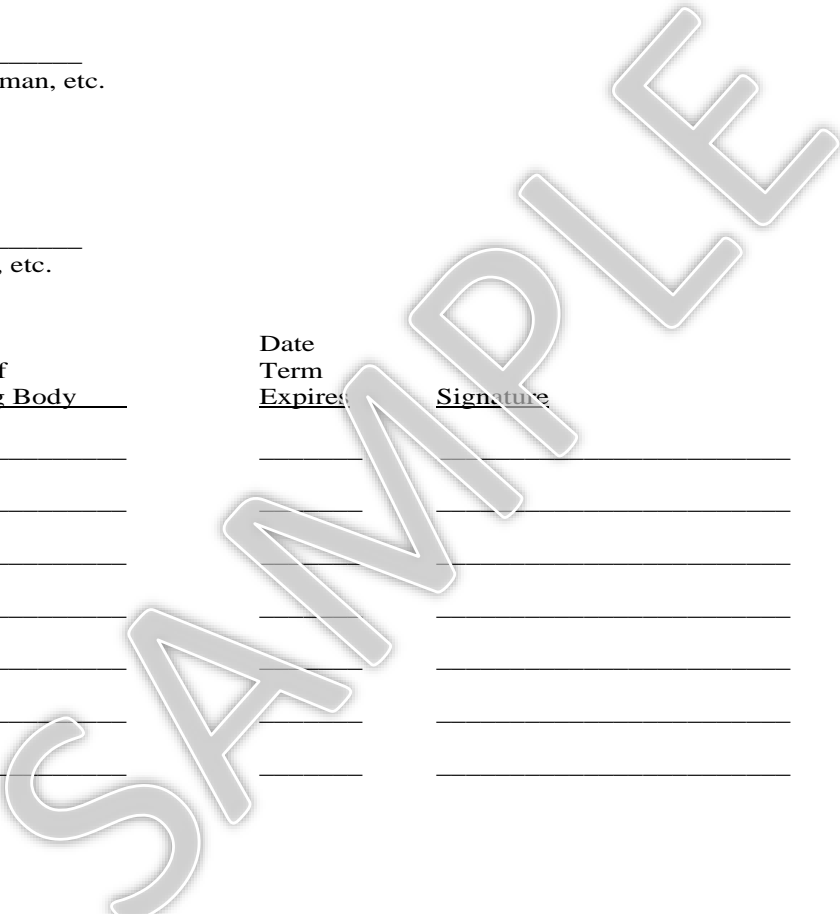 man, etc.
, etc.
Date
f Term
g Body Expires Signature
SAMPLE